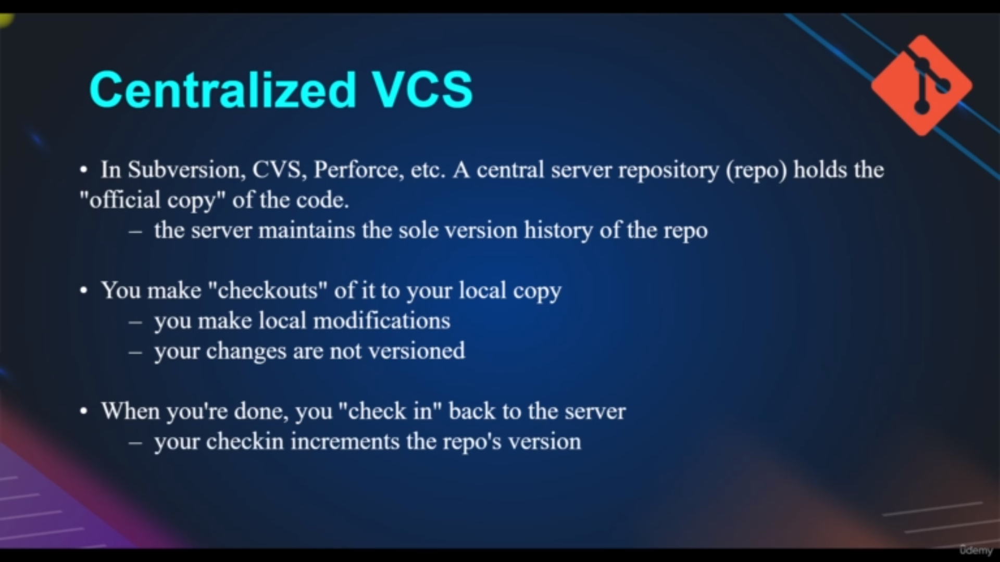 Centralized VCS
• In Subversion, CVS, Perforce, etc. A central server repository (repo) holds the
"official copy" of the code.
– the server maintains the sole version history of the repo
• You make "checkouts" of it to your local copy
– you make local modifications
– your changes are not versioned
• When you're done, you "check in" back to the server
– your checkin increments the repo's version
ûdemy